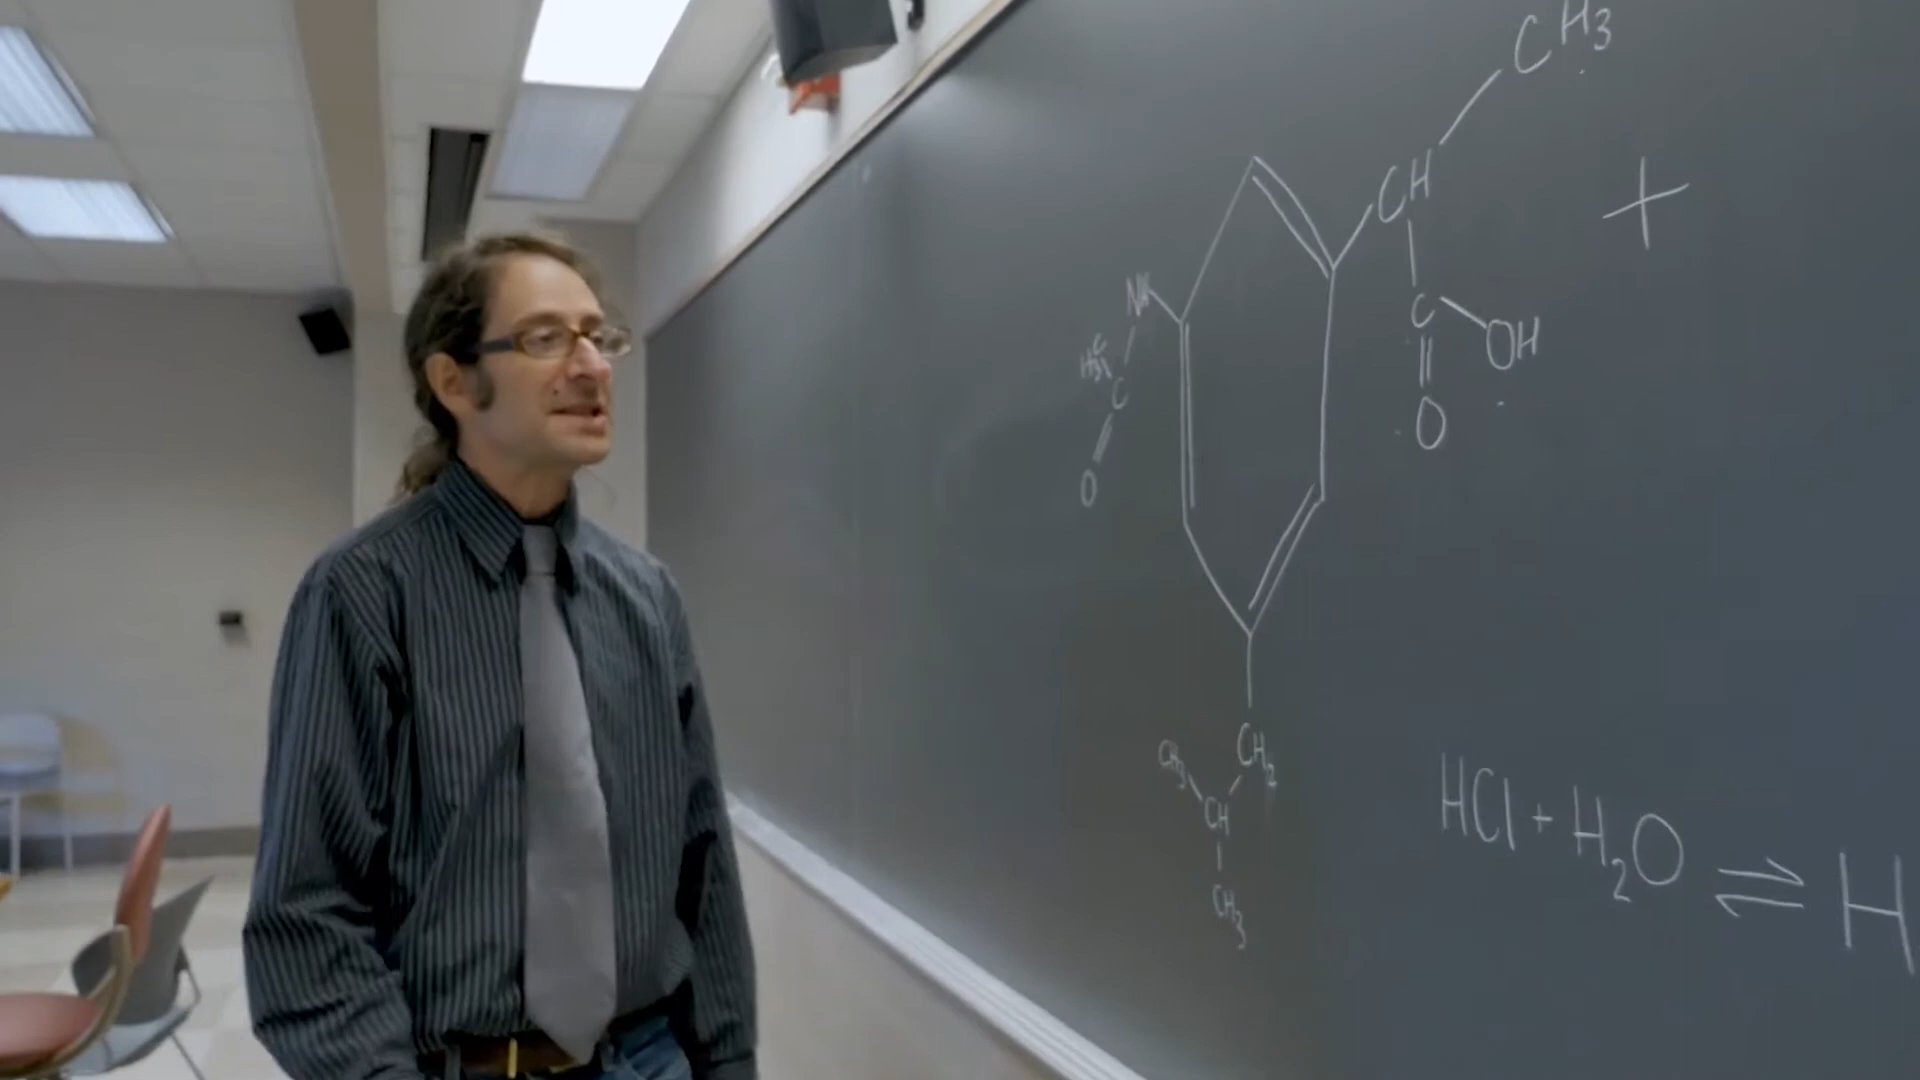 CH3
CH
+
NH
C
OH
H3C
C
O
O
CH2
CH3
CH
CH3
HCl + H2O ⇌ H